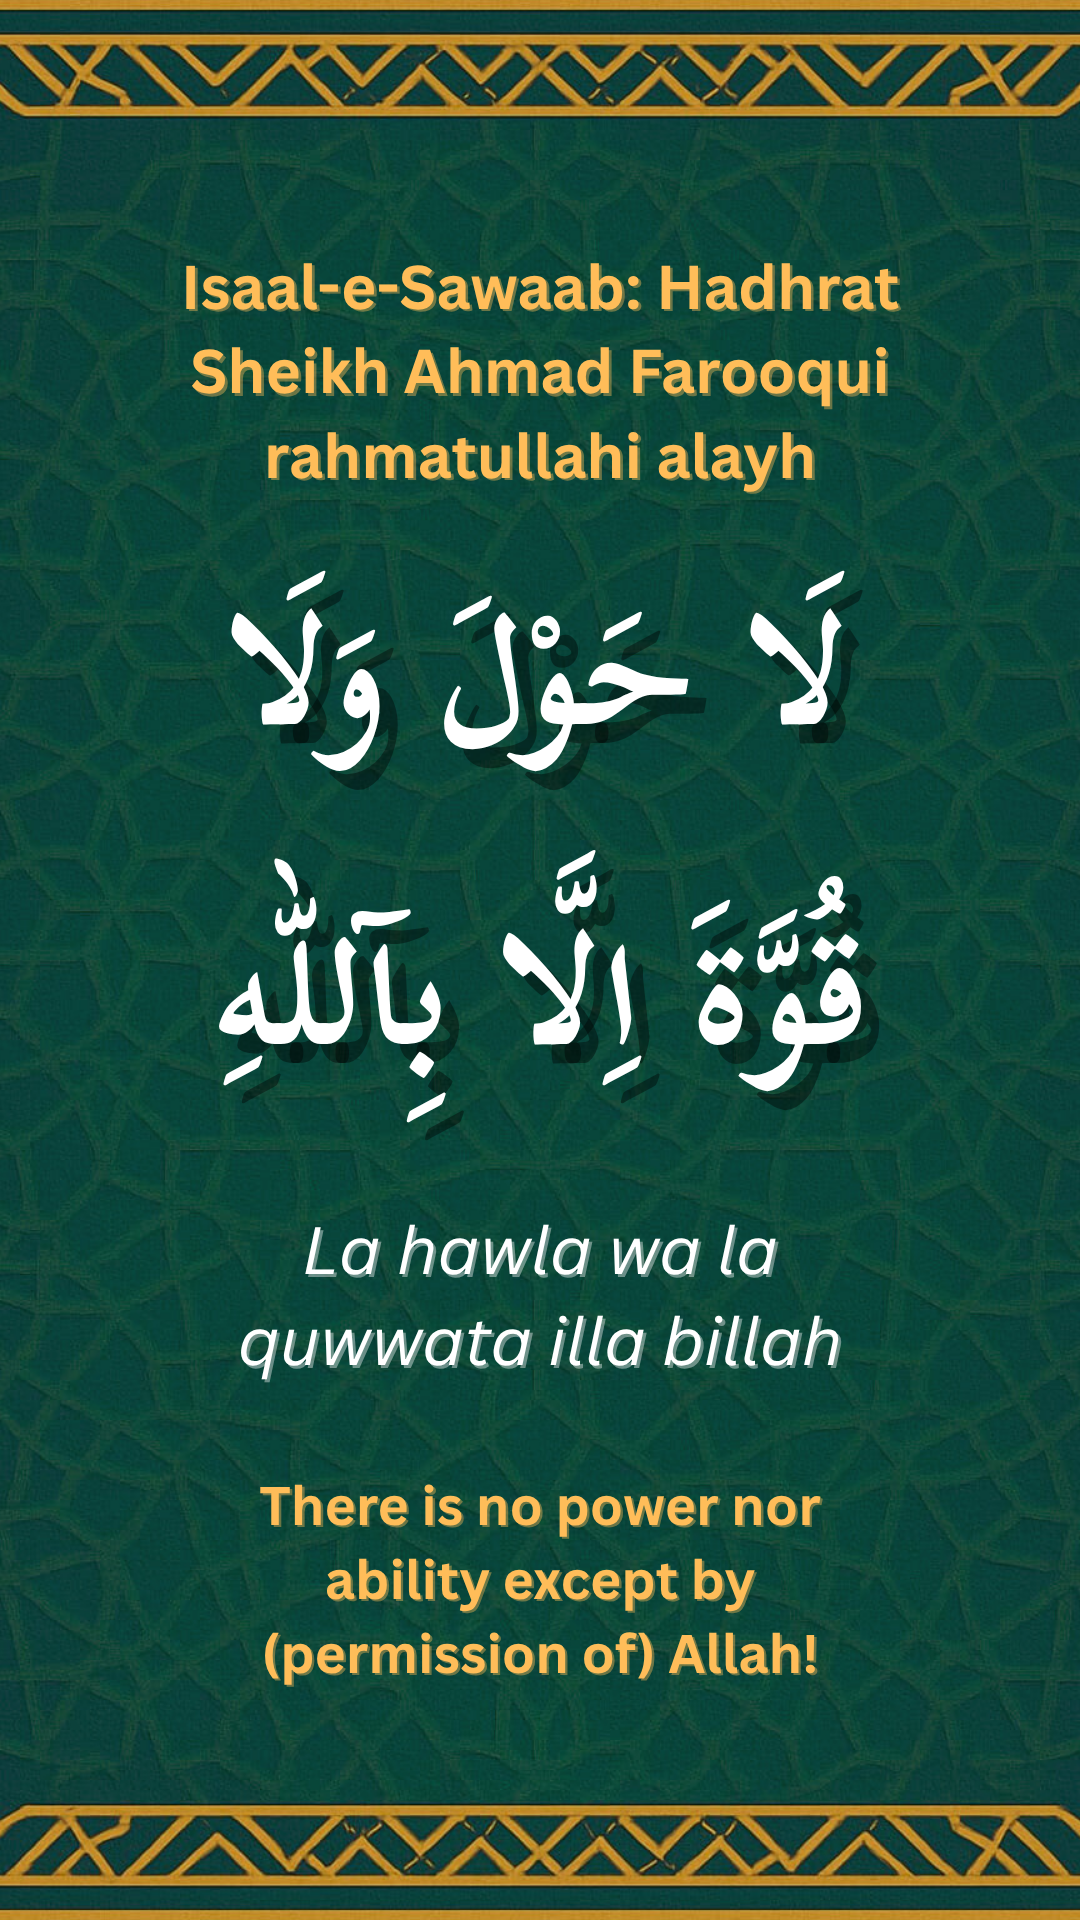 Isaal-e-Sawaab: Hadhrat
Sheikh Ahmad Farooqui
rahmatullahi alayh
لَا حَوْلَ وَلَا
قُوَّةَ اِلَّا بِآللّٰهِ
La hawla wa la
quwwata illa billah
There is no power nor
ability except by
(permission of) Allah!